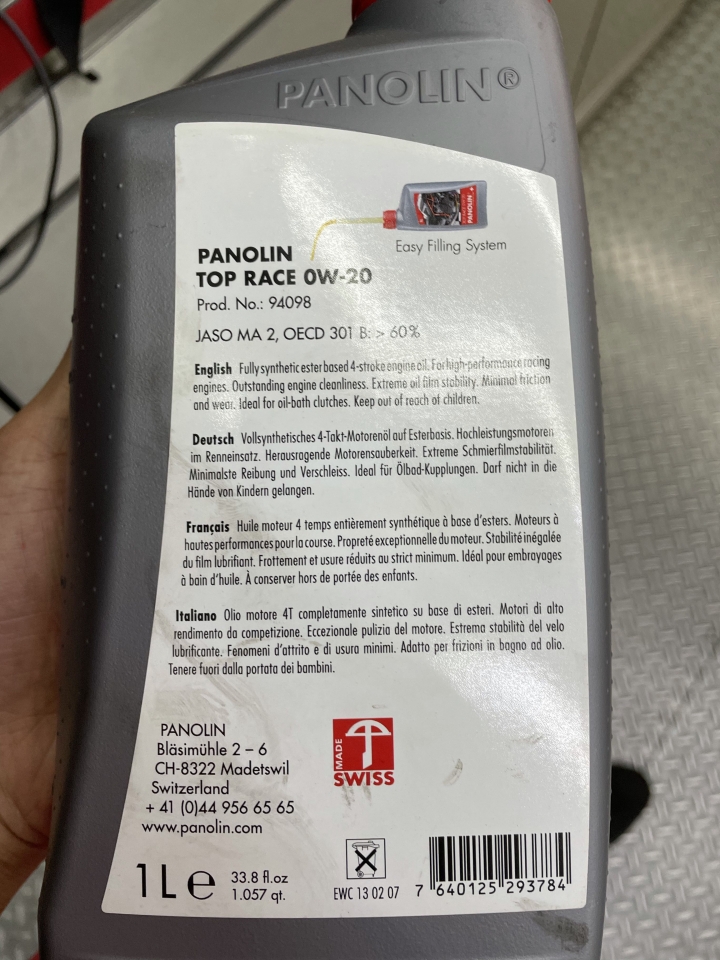 PANOLIN®
Easy Filling System
PANOLIN
TOP RACE 0W-20
Prod. No.: 94098
JASO MA 2, OECD 301 B: > 60%
English Fully synthetic ester based 4-stroke engine oil. For high-performance racing
engines. Outstanding engine cleanliness. Extreme oil film stability. Minimal friction
and wear. Ideal for oil-bath clutches. Keep out of reach of children.
Deutsch Vollsynthetisches 4-Takt-Motorenöl auf Esterbasis. Hochleistungsmotoren
im Renneinsatz. Herausragende Motorensauberkeit. Extreme Schmierfilmstabilität.
Minimalste Reibung und Verschleiss. Ideal für Ölbad-Kupplungen. Darf nicht in die
Hände von Kindern gelangen.
Français Huile moteur 4 temps entièrement synthétique à base d'esters. Moteurs à
hautes performances pour la course. Propreté exceptionnelle du moteur. Stabilité inégalée
du film lubrifiant. Frottement et usure réduits au strict minimum. Idéal pour embrayages
à bain d'huile. À conserver hors de portée des enfants.
Italiano Olio motore 4T completamente sintetico su base di esteri. Motori di alto
rendimento da competizione. Eccezionale pulizia del motore. Estrema stabilità del velo
lubrificante. Fenomeni d'attrito e di usura minimi. Adatto per frizioni in bagno ad olio.
Tenere fuori dalla portata dei bambini.
PANOLIN
Bläsimühle 2 – 6
CH-8322 Madetswil
Switzerland
+ 41 (0)44 956 65 65
www.panolin.com
MADE
SWISS
1 L e
33.8 fl.oz
1.057 qt.
EWC 13 02 07
7 640125 293784